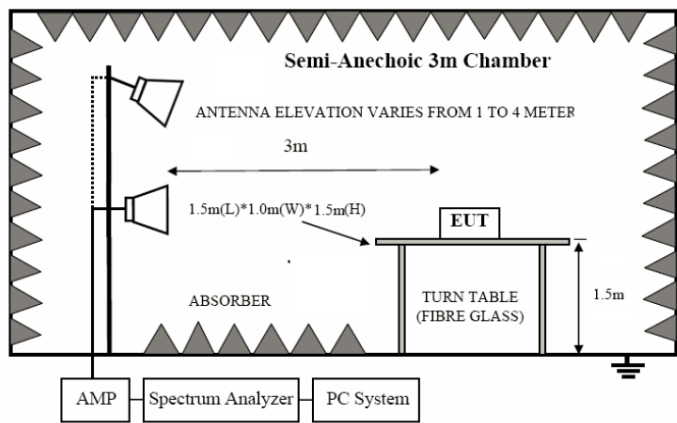 Semi-Anechoic 3m Chamber
ANTENNA ELEVATION VARIES FROM 1 TO 4 METER
3m
1.5m(L)*1.0m(W)*1.5m(H)
EUT
ABSORBER
TURN TABLE
(FIBRE GLASS)
1.5m
AMP
Spectrum Analyzer
PC System